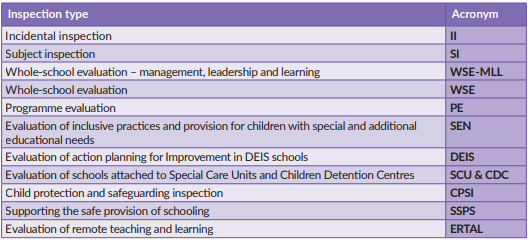 Inspection type Acronym
Incidental inspection II
Subject inspection SI
Whole-school evaluation – management, leadership and learning WSE-MLL
Whole-school evaluation WSE
Programme evaluation PE
Evaluation of inclusive practices and provision for children with special and additional
educational needs SEN
Evaluation of action planning for Improvement in DEIS schools DEIS
Evaluation of schools attached to Special Care Units and Children Detention Centres SCU & CDC
Child protection and safeguarding inspection CPSI
Supporting the safe provision of schooling SSPS
Evaluation of remote teaching and learning ERTAL